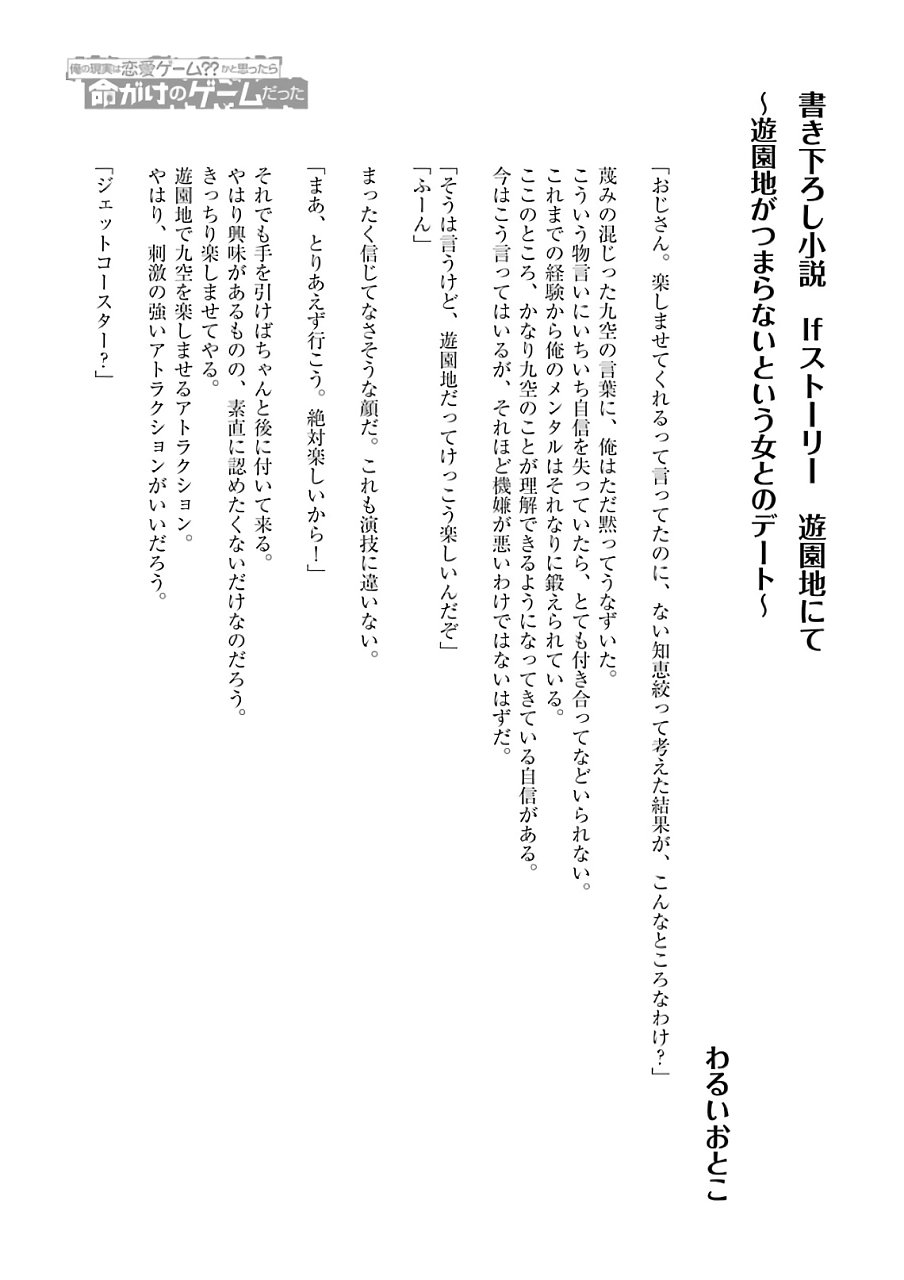 書き下ろし小説　Ifストーリー　遊園地にて
～遊園地がつまらないという女とのデート～
わるいおとこ
「おじさん。楽しませてくれるって言ってたのに、ない知恵絞って考えた結果が、こんなところなわけ？」
蔑みの混じった九空の言葉に、俺はただ黙ってうなずいた。
こういう物言いにいちいち自信を失っていたら、とても付き合ってなどいられない。
これまでの経験から俺のメンタルはそれなりに鍛えられている。
ここのところ、かなり九空のことが理解できるようになってきている自信がある。
今はこう言ってはいるが、それほど機嫌が悪いわけではないはずだ。
「そうは言うけど、遊園地だってけっこう楽しいんだぞ」
「ふーん」
まったく信じてなさそうな顔だ。これも演技に違いない。
「まあ、とりあえず行こう。絶対楽しいから！」
それでも手を引けばちゃんと後に付いて来る。
やはり興味があるものの、素直に認めたくないだけなのだろう。
きっちり楽しませてやる。
遊園地で九空を楽しませるアトラクション。
やはり、刺激の強いアトラクションがいいだろう。
「ジェットコースター？」
俺の現実は恋愛ゲーム??かと思ったら
命がけのゲームだった